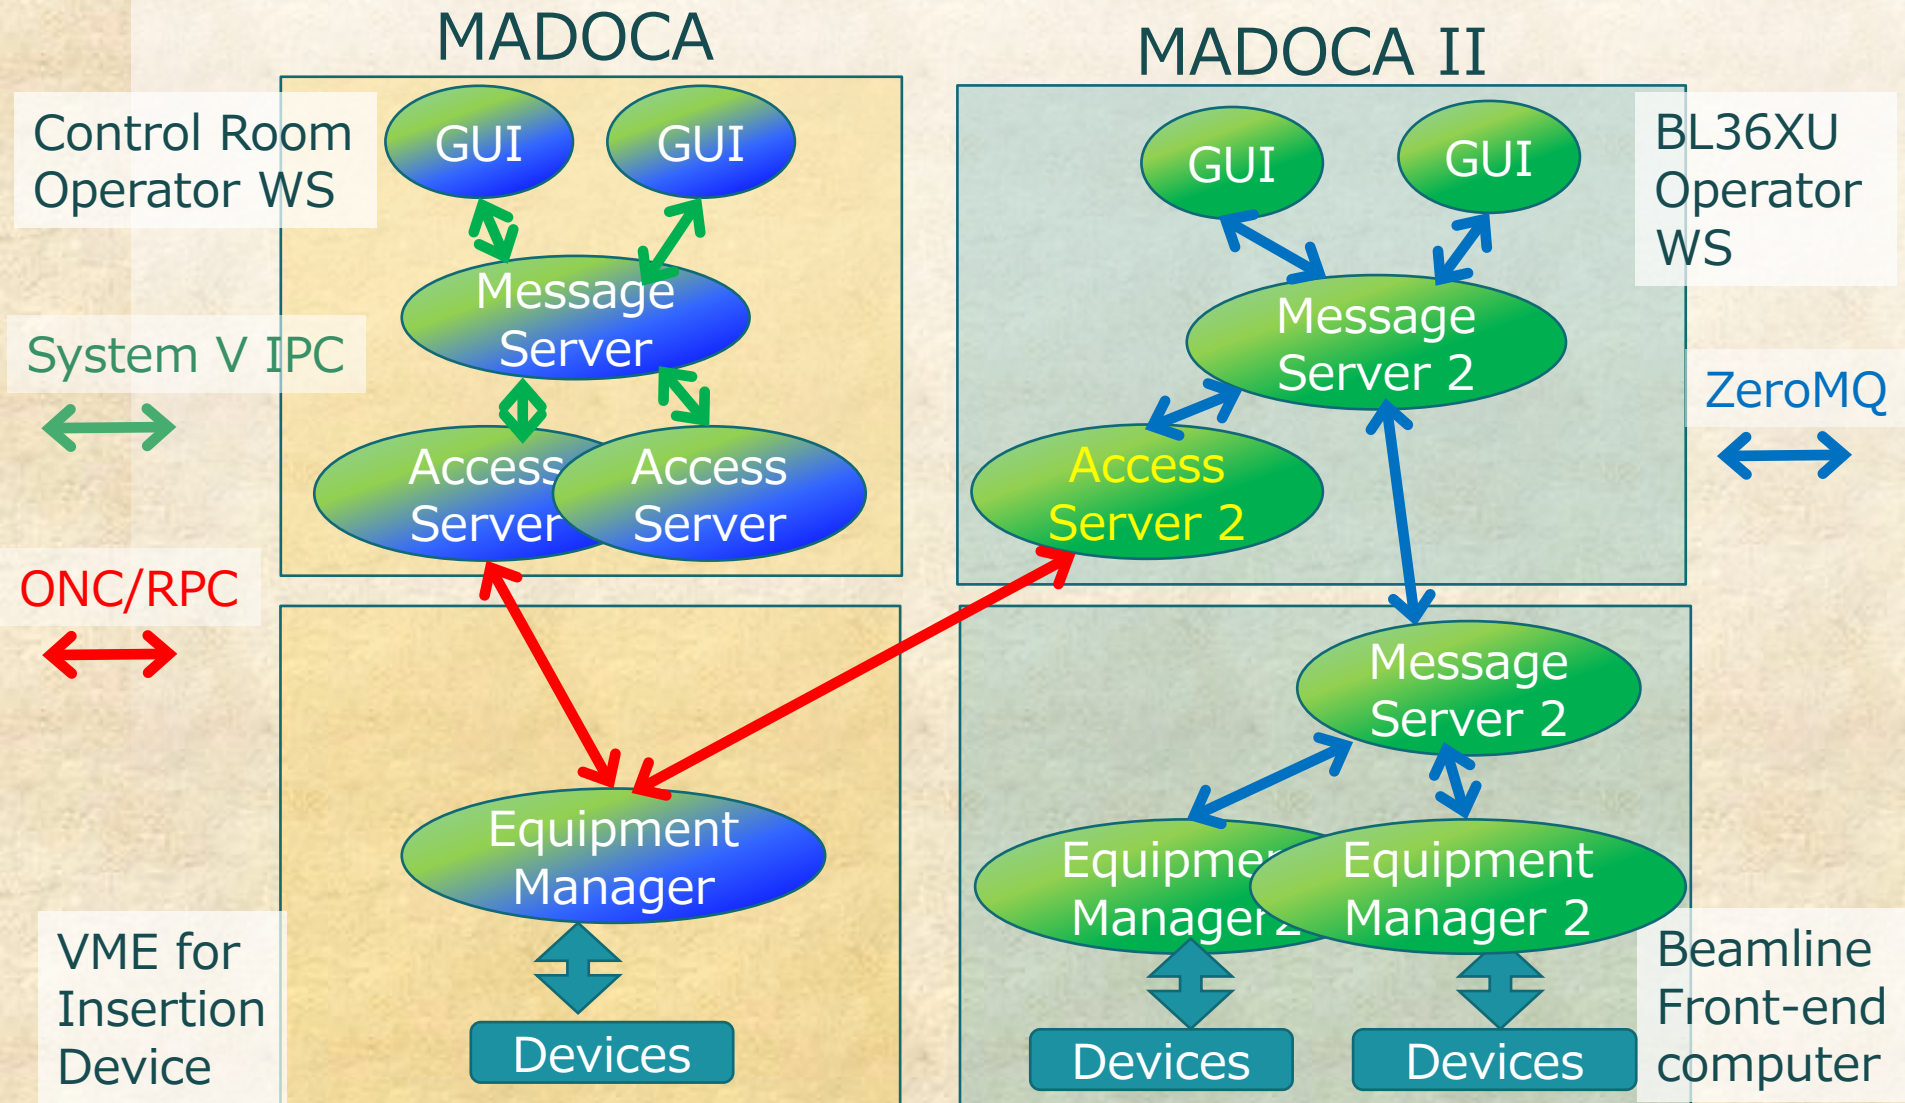 MADOCA
MADOCA II
Control Room
Operator WS
GUI
GUI
GUI
GUI
BL36XU
Operator
WS
Message
Server
Message
Server 2
System V IPC
ZeroMQ
Access
Server
Access
Server
Access
Server 2
ONC/RPC
Message
Server 2
Equipment
Manager
Manager2
Equipment
Manager 2
VME for
Insertion
Device
Beamline
Front-end
computer
Devices
Devices
Devices